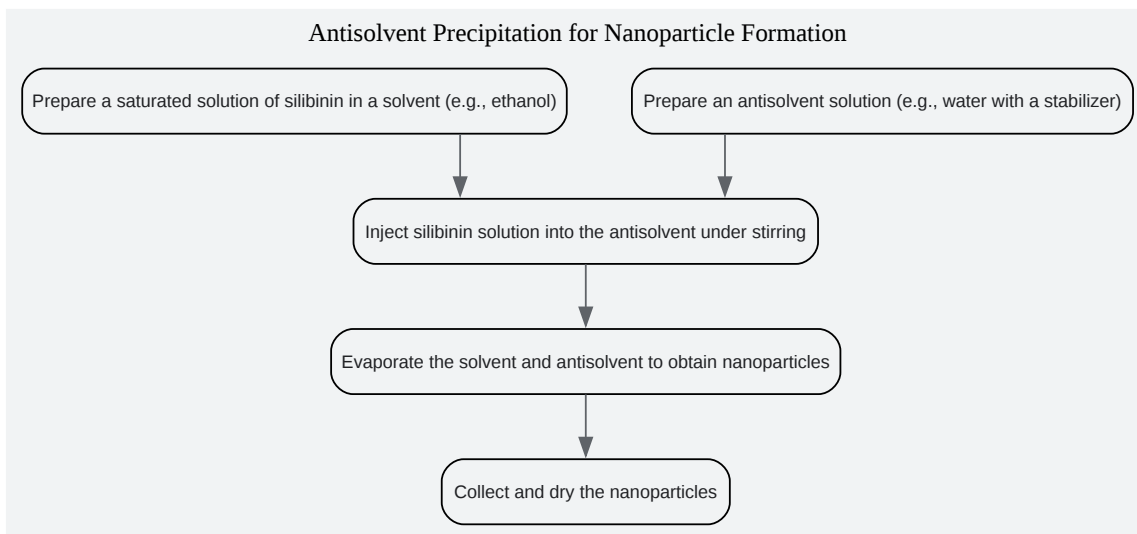 Antisolvent Precipitation for Nanoparticle Formation
Prepare a saturated solution of silibinin in a solvent (e.g., ethanol)
Prepare an antisolvent solution (e.g., water with a stabilizer)
Inject silibinin solution into the antisolvent under stirring
Evaporate the solvent and antisolvent to obtain nanoparticles
Collect and dry the nanoparticles